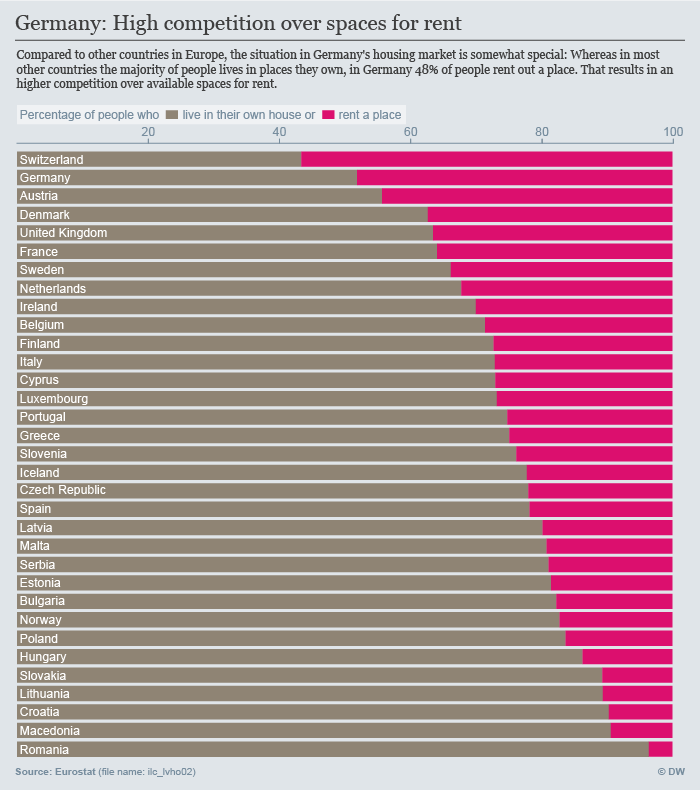 Germany: High competition over spaces for rent
Compared to other countries in Europe, the situation in Germany's housing market is somewhat special: Whereas in most
other countries the majority of people lives in places they own, in Germany 48% of people rent out a place. That results in an
higher competition over available spaces for rent.
Percentage of people who live in their own house or rent a place
20 40 60 80 100
Switzerland
Germany
Austria
Denmark
United Kingdom
France
Sweden
Netherlands
Ireland
Belgium
Finland
Italy
Cyprus
Luxembourg
Portugal
Greece
Slovenia
Iceland
Czech Republic
Spain
Latvia
Malta
Serbia
Estonia
Bulgaria
Norway
Poland
Hungary
Slovakia
Lithuania
Croatia
Macedonia
Romania
Source: Eurostat (file name: ilc_lvho02) © DW